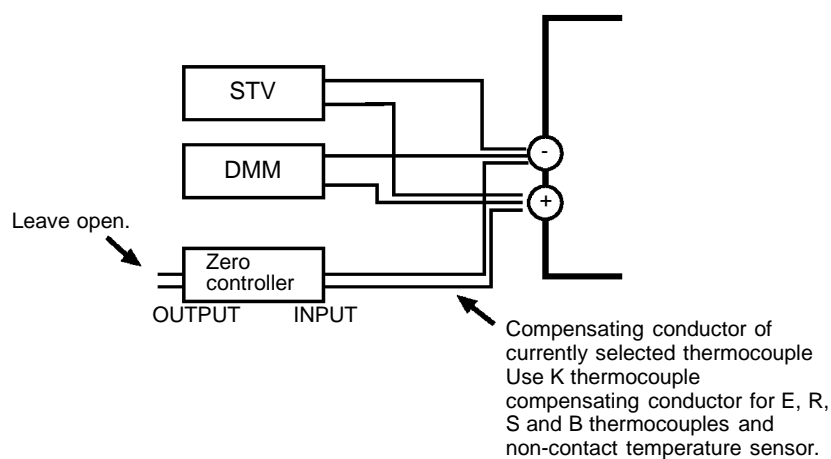 STV
-
DMM
+
Leave open.
Zero
controller
OUTPUT
INPUT
Compensating conductor of
currently selected thermocouple
Use K thermocouple
compensating conductor for E, R,
S and B thermocouples and
non-contact temperature sensor.